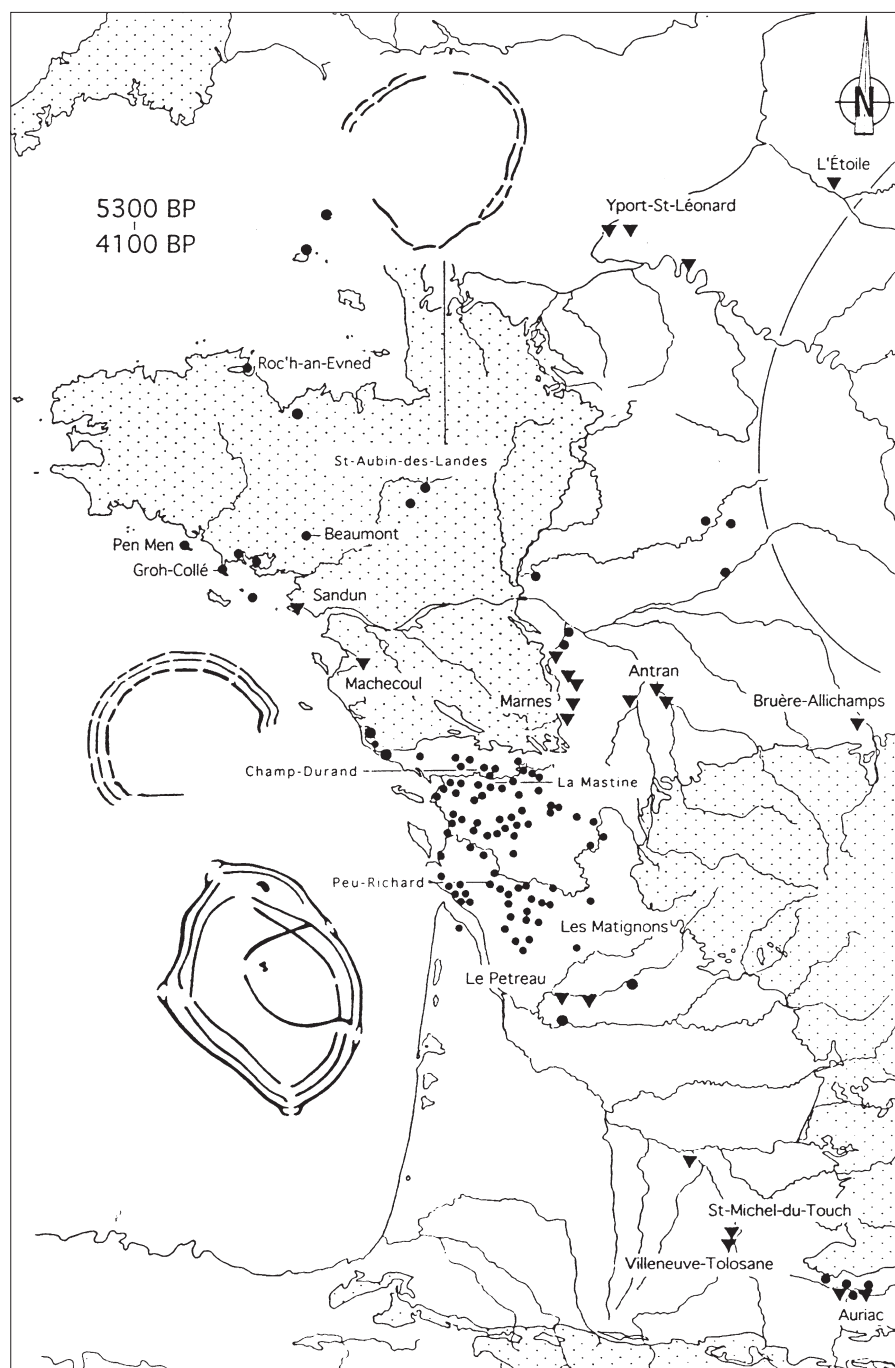 N
L'Étoile
Yport-St-Léonard
5300 BP
4100 BP
Roc'h-an-Evned
St-Aubin-des-Landes
Beaumont
Pen Men
Groh-Collé
Sandun
Machecoul
Marnes
Antran
Bruère-Allichamps
Champ-Durand
La Mastine
Peu-Richard
Les Matignons
Le Petreau
St-Michel-du-Touch
Villeneuve-Tolosane
Auriac